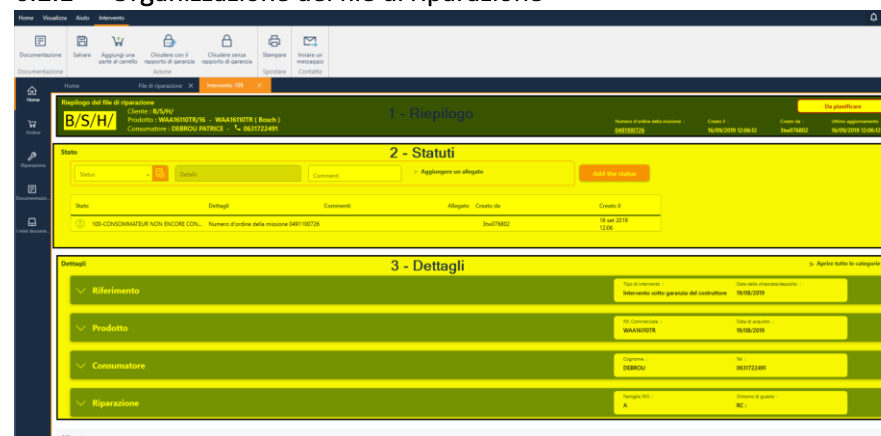 Organizzazione del file di riparazione
Home Visualizza Aiuto Intervento
Documentazione
Salvare
Aggiungi una parte al carrello
Chiudere con il rapporto di garanzia
Chiudere senza rapporto di garanzia
Stampare
Inviare un messaggio
Documentazione Azione Spostare Contatto
Home File di riparazione Intervento 109
Home
Ordine
Riparazione
Documentazio...
I miei docume...
Riepilogo del file di riparazione
B/S/H/
Cliente : B/S/H/
Prodotto : WAA16110TR/16 - WAA16110TR ( Bosch )
Consumatore : DEBROU PATRICE - 0631722491
1 - Riepilogo
Da pianificare
Numero d'ordine della missione : Creato il : Creato da : Ultimo aggiornamento
0491100726 16/09/2019 12:06:12 3tw076802 16/09/2019 12:06:12
Stato
2 - Statuti
Status Details Commenti > Aggiungere un allegato Add the status
Stato Dettagli Commenti Allegato Creato da Creato il
100-CONSOMMATEUR NON ENCORE CON... Numero d'ordine della missione 0491100726 3tw076802 16 set 2019
12:06
Dettagli
3 - Dettagli
> Aprire tutte le categorie
Riferimento
Tipo di intervento : Data della chiamata/deposito :
Intervento sotto garanzia del costruttore 19/08/2019
Prodotto
Rif. Commerciale : Data di acquisto :
WAA16110TR 19/08/2019
Consumatore
Cognome : Tel :
DEBROU 0631722491
Riparazione
Famiglia IRIS : Sintomo di guasto :
A RC :